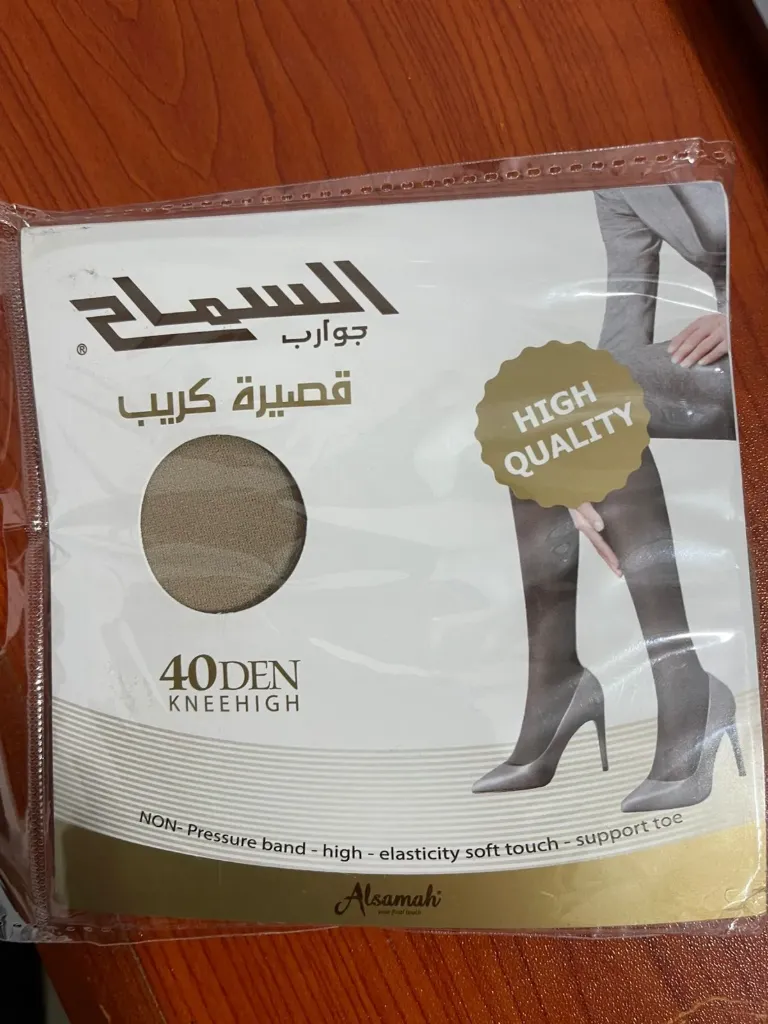 السماح
جوارب
®
قصيرة كريب
HIGH
QUALITY
40DEN
KNEEHIGH
NON- Pressure band - high - elasticity soft touch - support toe
Alsamah